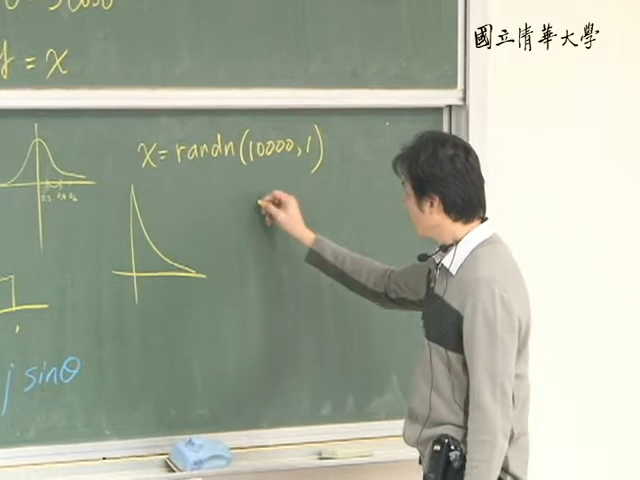 國立清華大學
y = x
x = randn(10000,1)
j sinθ